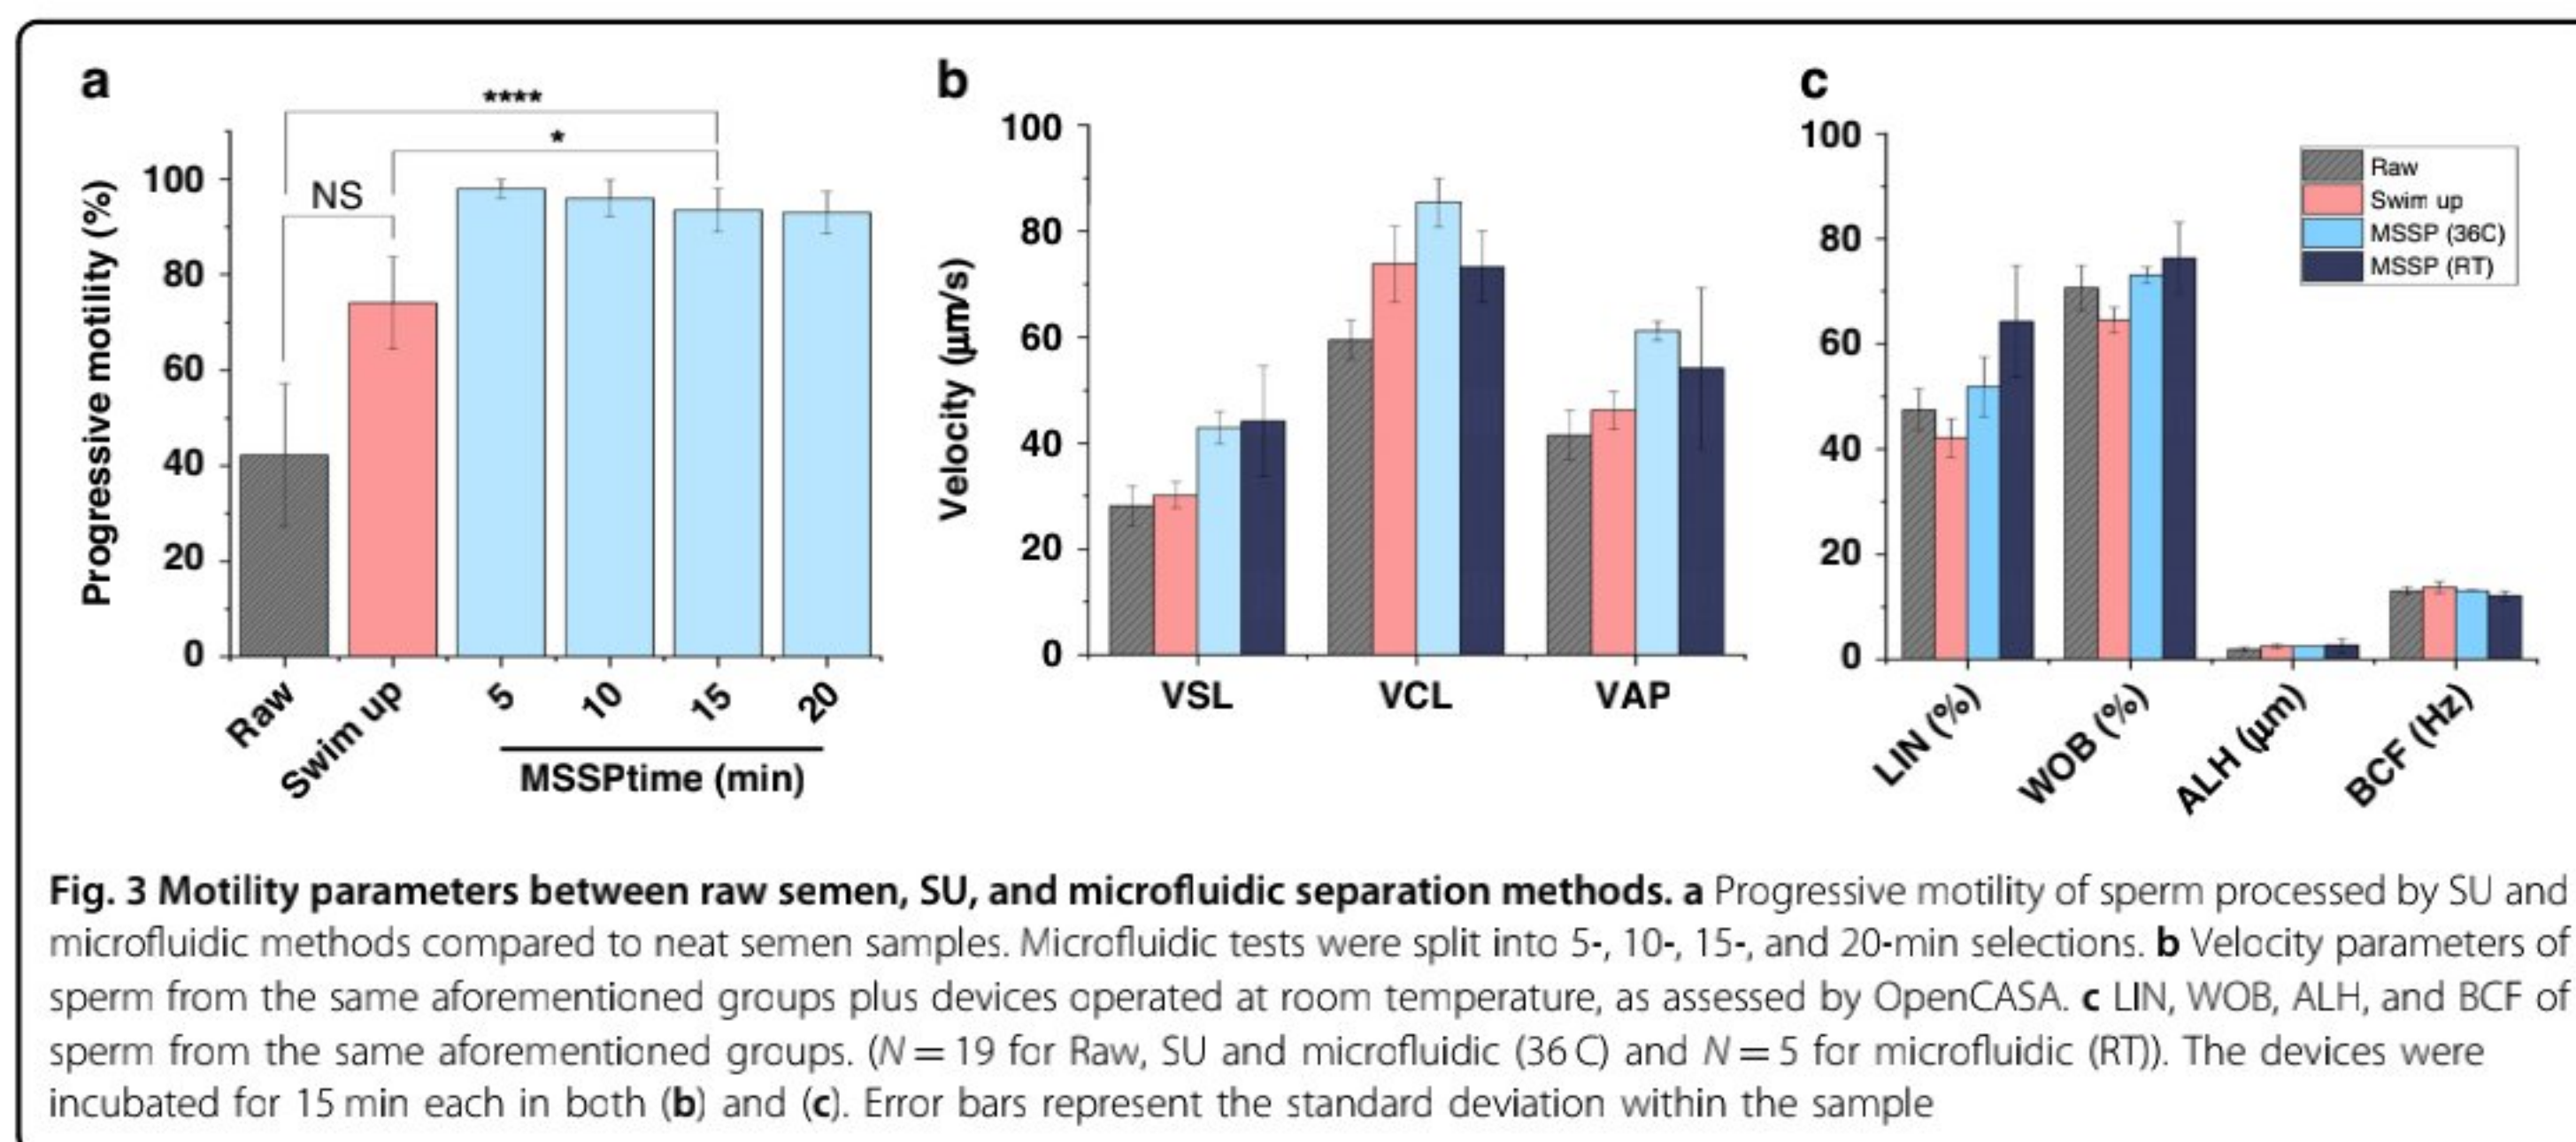 a
b
c
****
*
NS
Progressive motility (%)
100
80
60
40
20
0
Raw
Swim up
5
10
15
20
MSSPtime (min)
Velocity (μm/s)
100
80
60
40
20
0
VSL
VCL
VAP
100
80
60
40
20
0
Raw
Swim up
MSSP (36C)
MSSP (RT)
LIN (%)
WOB (%)
ALH (μm)
BCF (Hz)
Fig. 3 Motility parameters between raw semen, SU, and microfluidic separation methods. a Progressive motility of sperm processed by SU and
microfluidic methods compared to neat semen samples. Microfluidic tests were split into 5-, 10-, 15-, and 20-min selections. b Velocity parameters of
sperm from the same aforementioned groups plus devices operated at room temperature, as assessed by OpenCASA. c LIN, WOB, ALH, and BCF of
sperm from the same aforementioned groups. (N = 19 for Raw, SU and microfluidic (36 C) and N = 5 for microfluidic (RT)). The devices were
incubated for 15 min each in both (b) and (c). Error bars represent the standard deviation within the sample